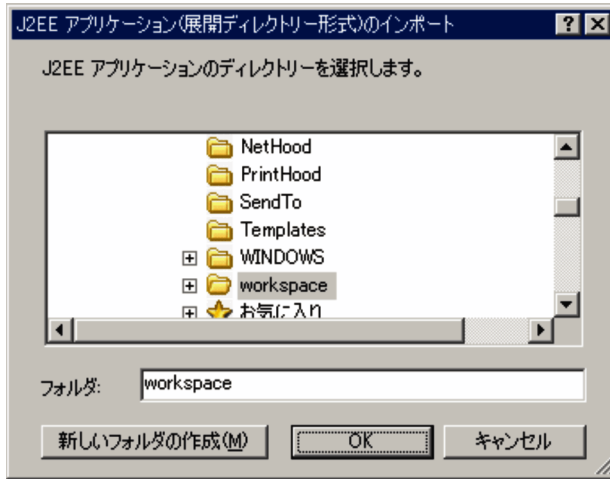 J2EE アプリケーション(展開ディレクトリー形式)のインポート
J2EE アプリケーションのディレクトリーを選択します。
NetHood
PrintHood
SendTo
Templates
WINDOWS
workspace
お気に入り
フォルダ: workspace
新しいフォルダの作成(M) OK キャンセル